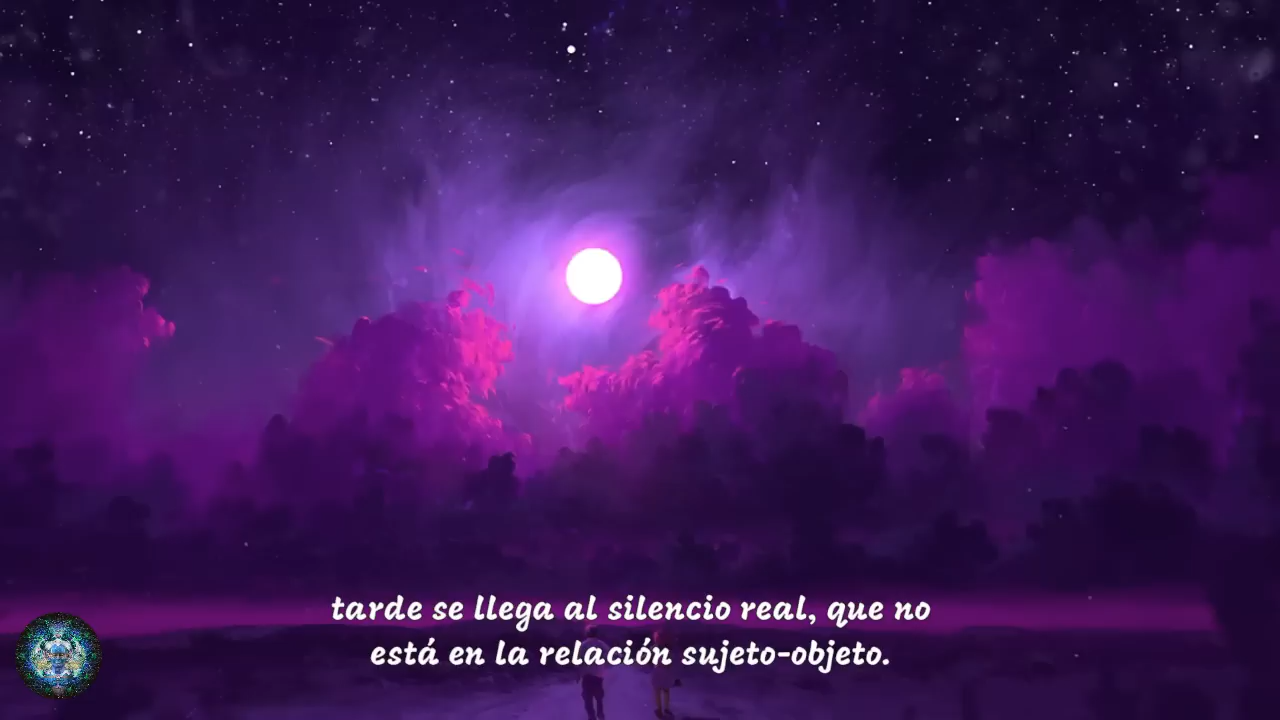 tarde se llega al silencio real, que no
está en la relación sujeto-objeto.